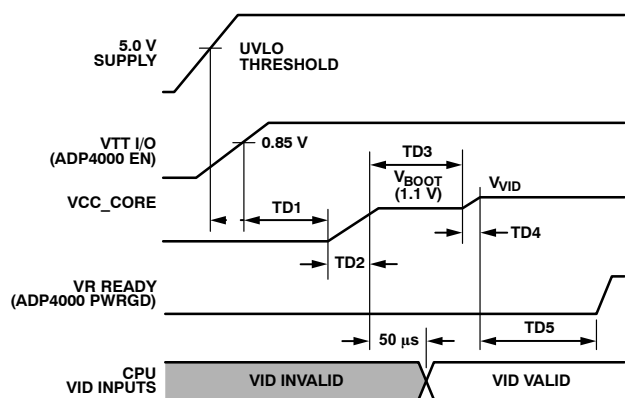 5.0 V
SUPPLY
UVLO
THRESHOLD
VTT I/O
(ADP4000 EN)
0.85 V
VCC_CORE
TD1
TD3
VBOOT
(1.1 V)
VVID
TD4
TD2
VR READY
(ADP4000 PWRGD)
50 µs
TD5
CPU
VID INPUTS
VID INVALID
VID VALID